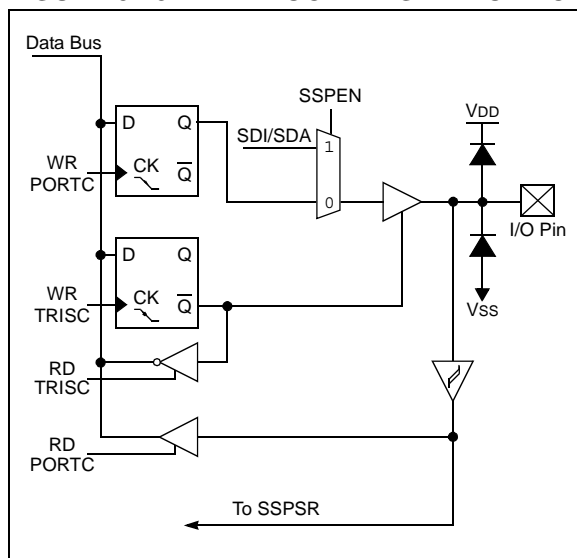 Data Bus
SSPEN
VDD
D Q
SDI/SDA
1
WR
PORTC
CK
Q
0
I/O Pin
D Q
WR
TRISC
CK
Q
VSS
RD
TRISC
RD
PORTC
To SSPSR